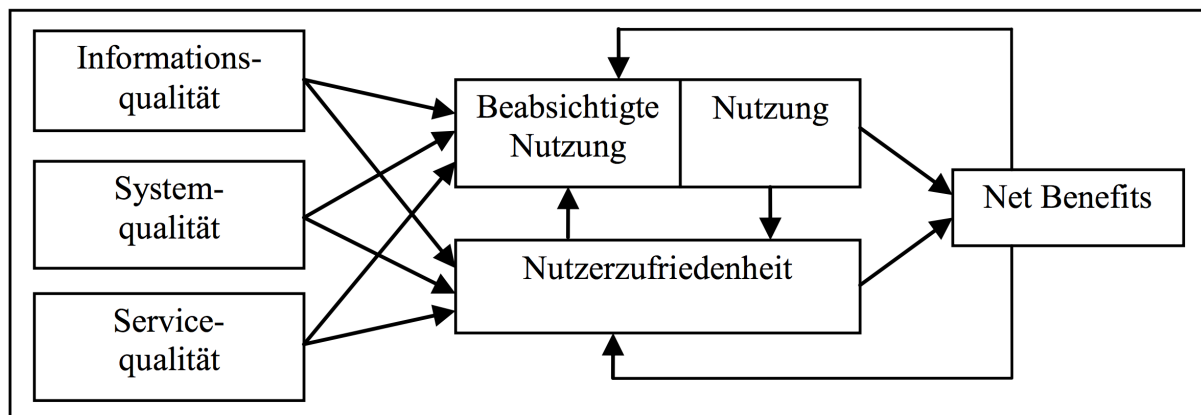 Informations-
qualität
System-
qualität
Service-
qualität
Beabsichtigte
Nutzung
Nutzung
Nutzerzufriedenheit
Net Benefits